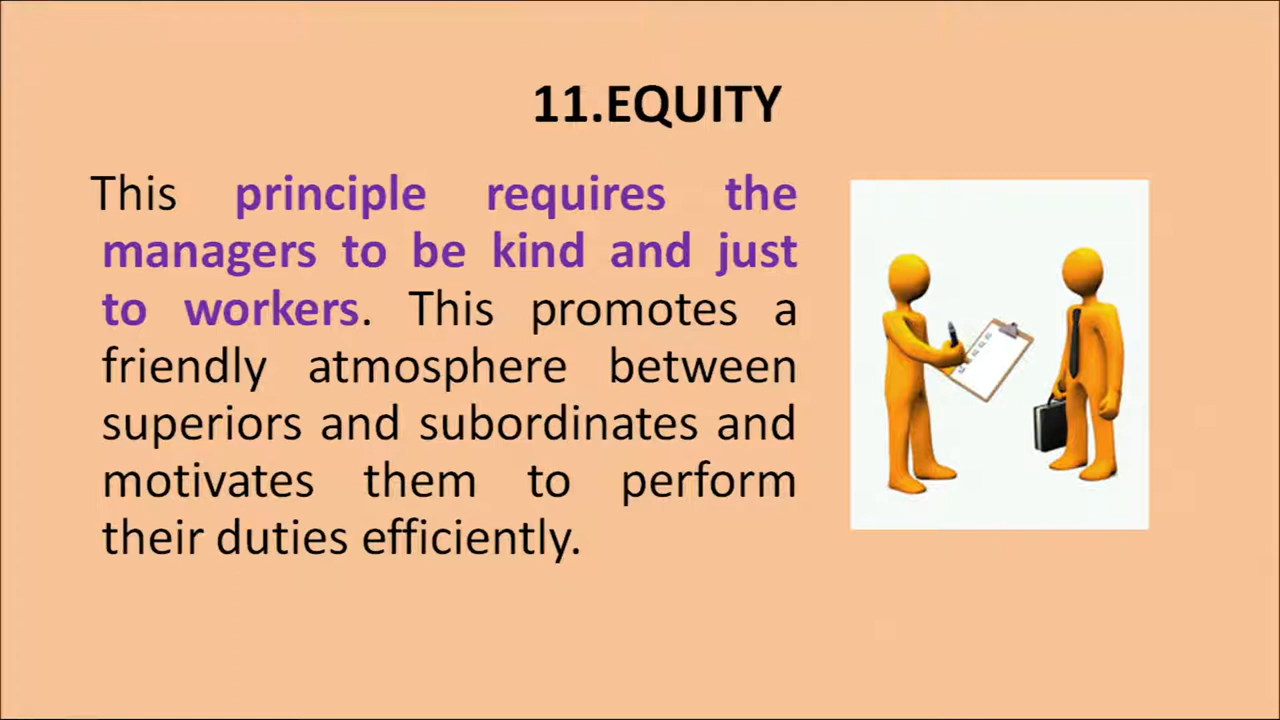 11.EQUITY
This principle requires the
managers to be kind and just
to workers. This promotes a
friendly atmosphere between
superiors and subordinates and
motivates them to perform
their duties efficiently.